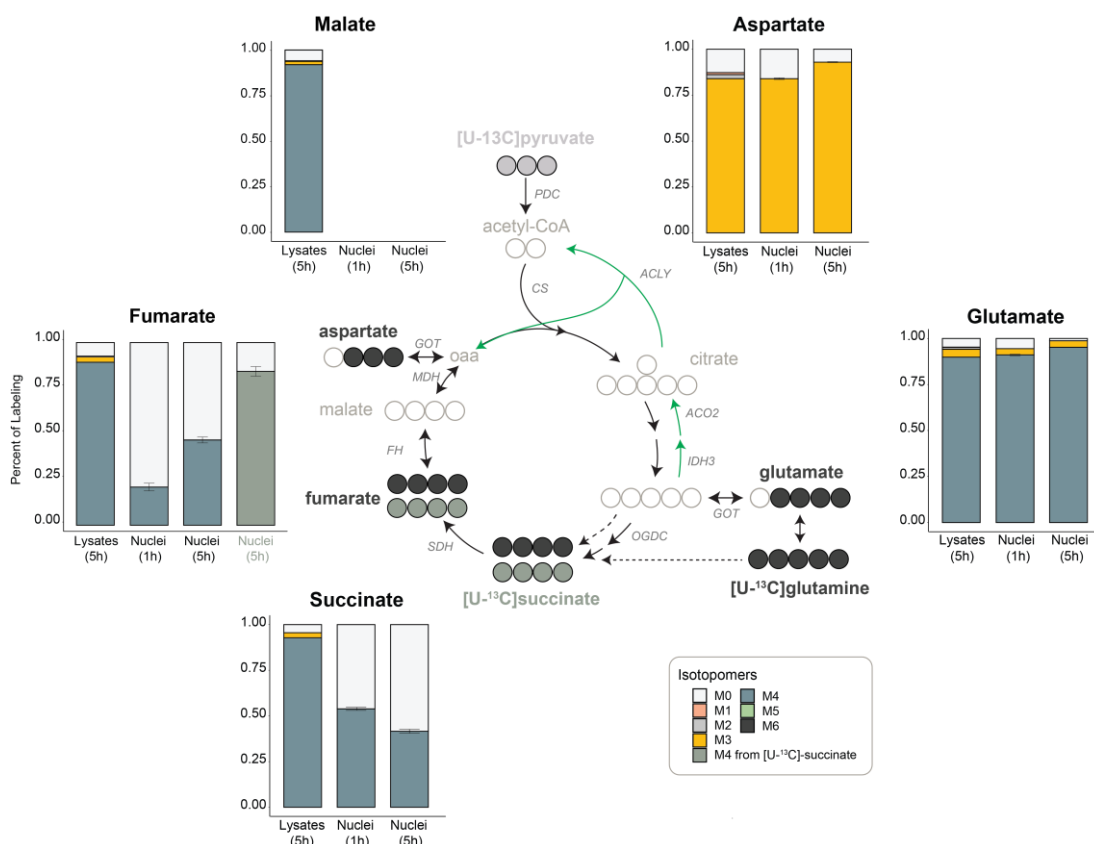 Malate
1.00
0.75
0.50
0.25
0.00
Lysates
(5h)
Nuclei
(1h)
Nuclei
(5h)
Aspartate
1.00
0.75
0.50
0.25
0.00
Lysates
(5h)
Nuclei
(1h)
Nuclei
(5h)
[U-13C]pyruvate
PDC
acetyl-CoA
CS
ACLY
aspartate
GOT
oaa
MDH
malate
FH
fumarate
SDH
citrate
ACO2
IDH3
glutamate
GOT
OGDC
[U-¹³C]succinate
[U-¹³C]glutamine
Fumarate
Percent of Labeling
1.00
0.75
0.50
0.25
0.00
Lysates
(5h)
Nuclei
(1h)
Nuclei
(5h)
Nuclei
(5h)
Glutamate
1.00
0.75
0.50
0.25
0.00
Lysates
(5h)
Nuclei
(1h)
Nuclei
(5h)
Succinate
1.00
0.75
0.50
0.25
0.00
Lysates
(5h)
Nuclei
(1h)
Nuclei
(5h)
Isotopomers
M0 M4
M1 M5
M2 M6
M3
M4 from [U-¹³C]-succinate